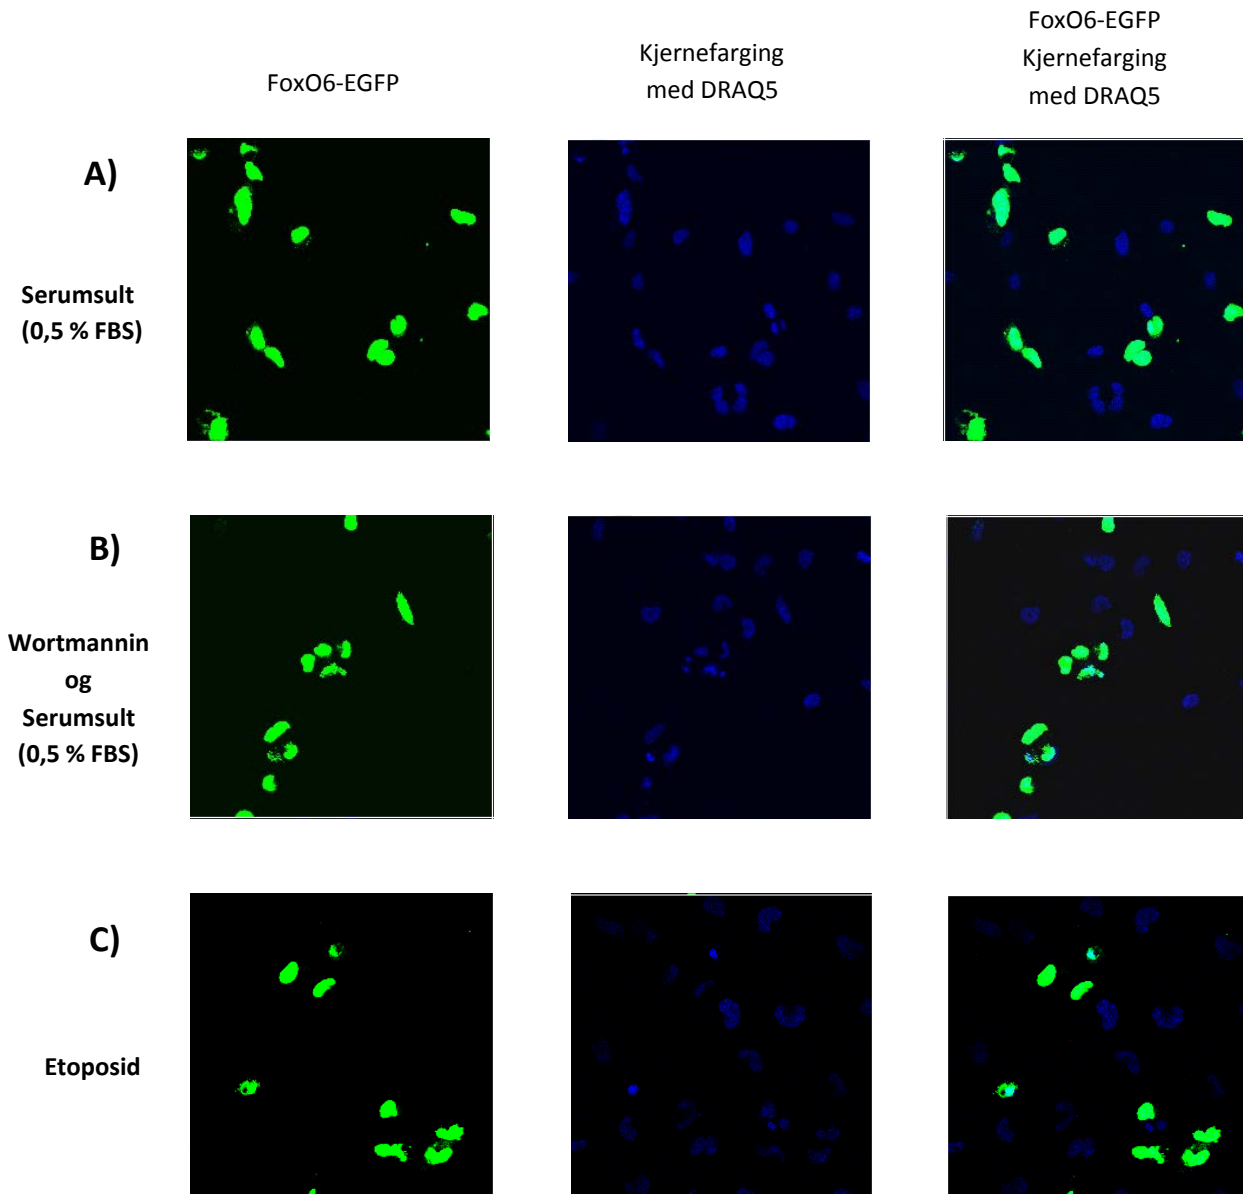 FoxO6-EGFP
Kjernefarging
med DRAQ5
FoxO6-EGFP
Kjernefarging
med DRAQ5
A)
Serumsult
(0,5 % FBS)
B)
Wortmannin
og
Serumsult
(0,5 % FBS)
C)
Etoposid